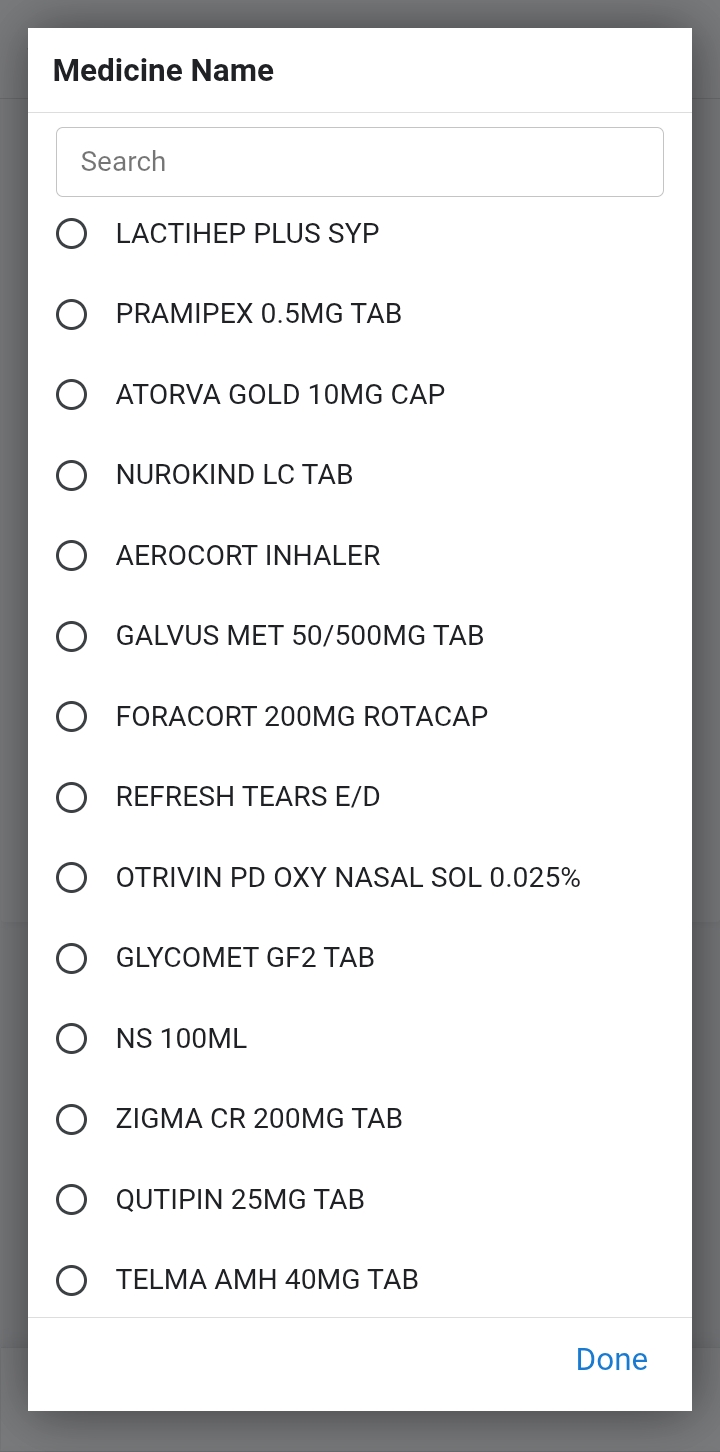 Medicine Name
Search
LACTIHEP PLUS SYP
PRAMIPEX 0.5MG TAB
ATORVA GOLD 10MG CAP
NUROKIND LC TAB
AEROCORT INHALER
GALVUS MET 50/500MG TAB
FORACORT 200MG ROTACAP
REFRESH TEARS E/D
OTRIVIN PD OXY NASAL SOL 0.025%
GLYCOMET GF2 TAB
NS 100ML
ZIGMA CR 200MG TAB
QUTIPIN 25MG TAB
TELMA AMH 40MG TAB
Done